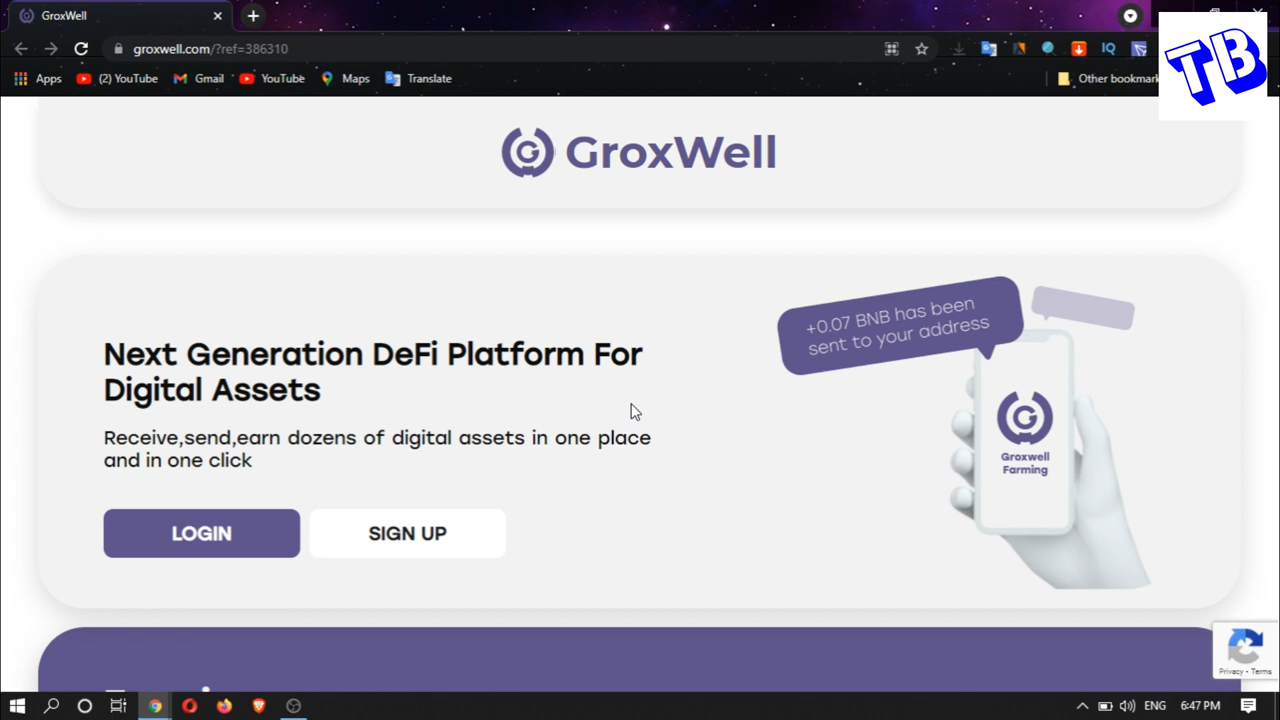 GroxWell
TB
groxwell.com/?ref=386310
IQ
Apps
(2) YouTube
Gmail
YouTube
Maps
Translate
Other bookmark
GroxWell
+0.07 BNB has been
sent to your address
Next Generation DeFi Platform For
Digital Assets
Receive,send,earn dozens of digital assets in one place
and in one click
Groxwell
Farming
LOGIN
SIGN UP
Privacy - Terms
ENG
6:47 PM